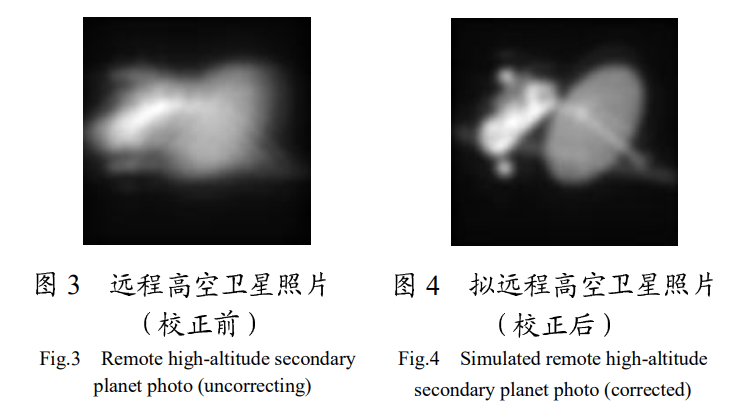 图 3 远程高空卫星照片
（校正前）
Fig.3 Remote high-altitude secondary
planet photo (uncorrecting)
图 4 拟远程高空卫星照片
（校正后）
Fig.4 Simulated remote high-altitude
secondary planet photo (corrected)